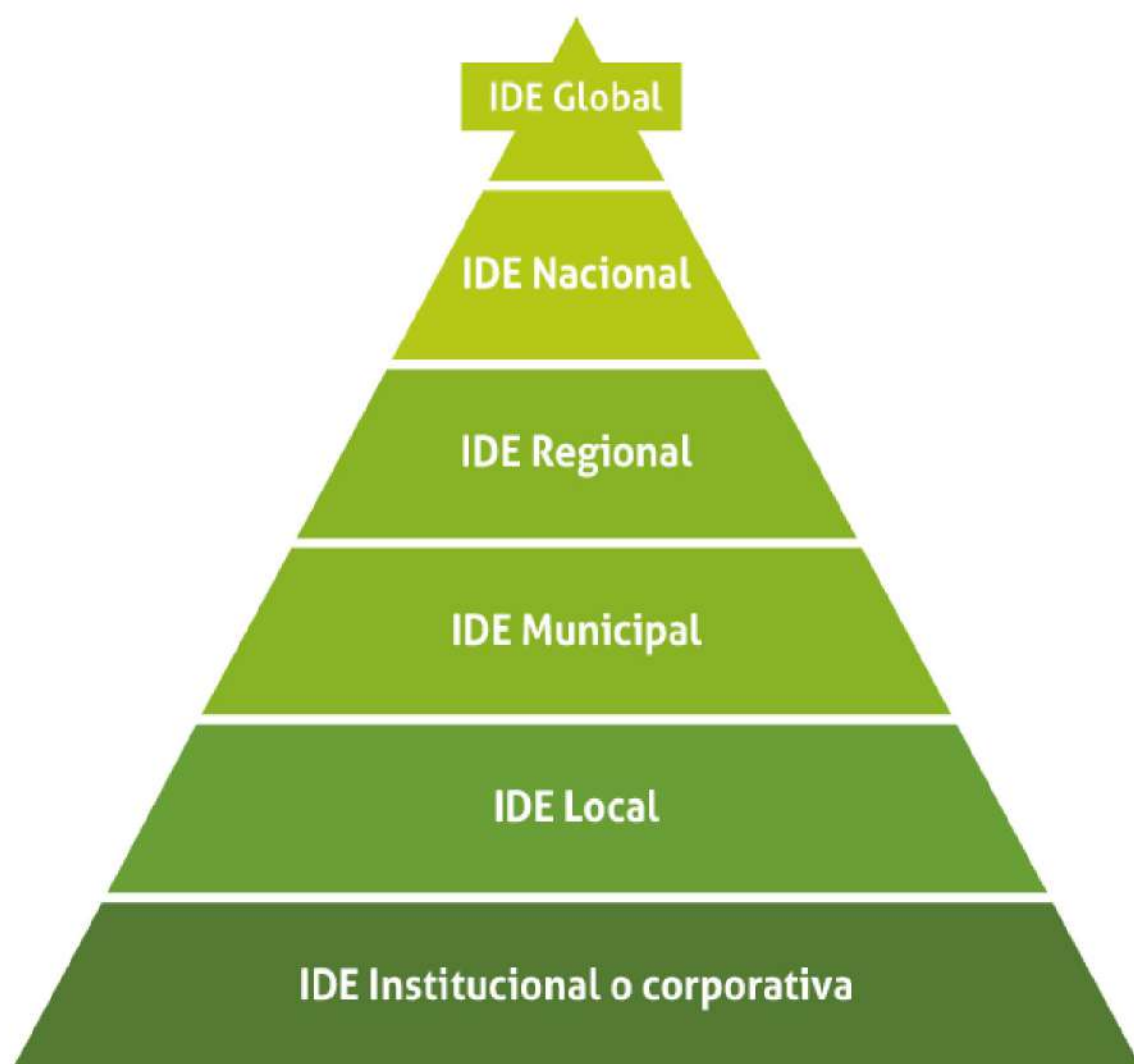 IDE Global
IDE Nacional
IDE Regional
IDE Municipal
IDE Local
IDE Institucional o corporativa